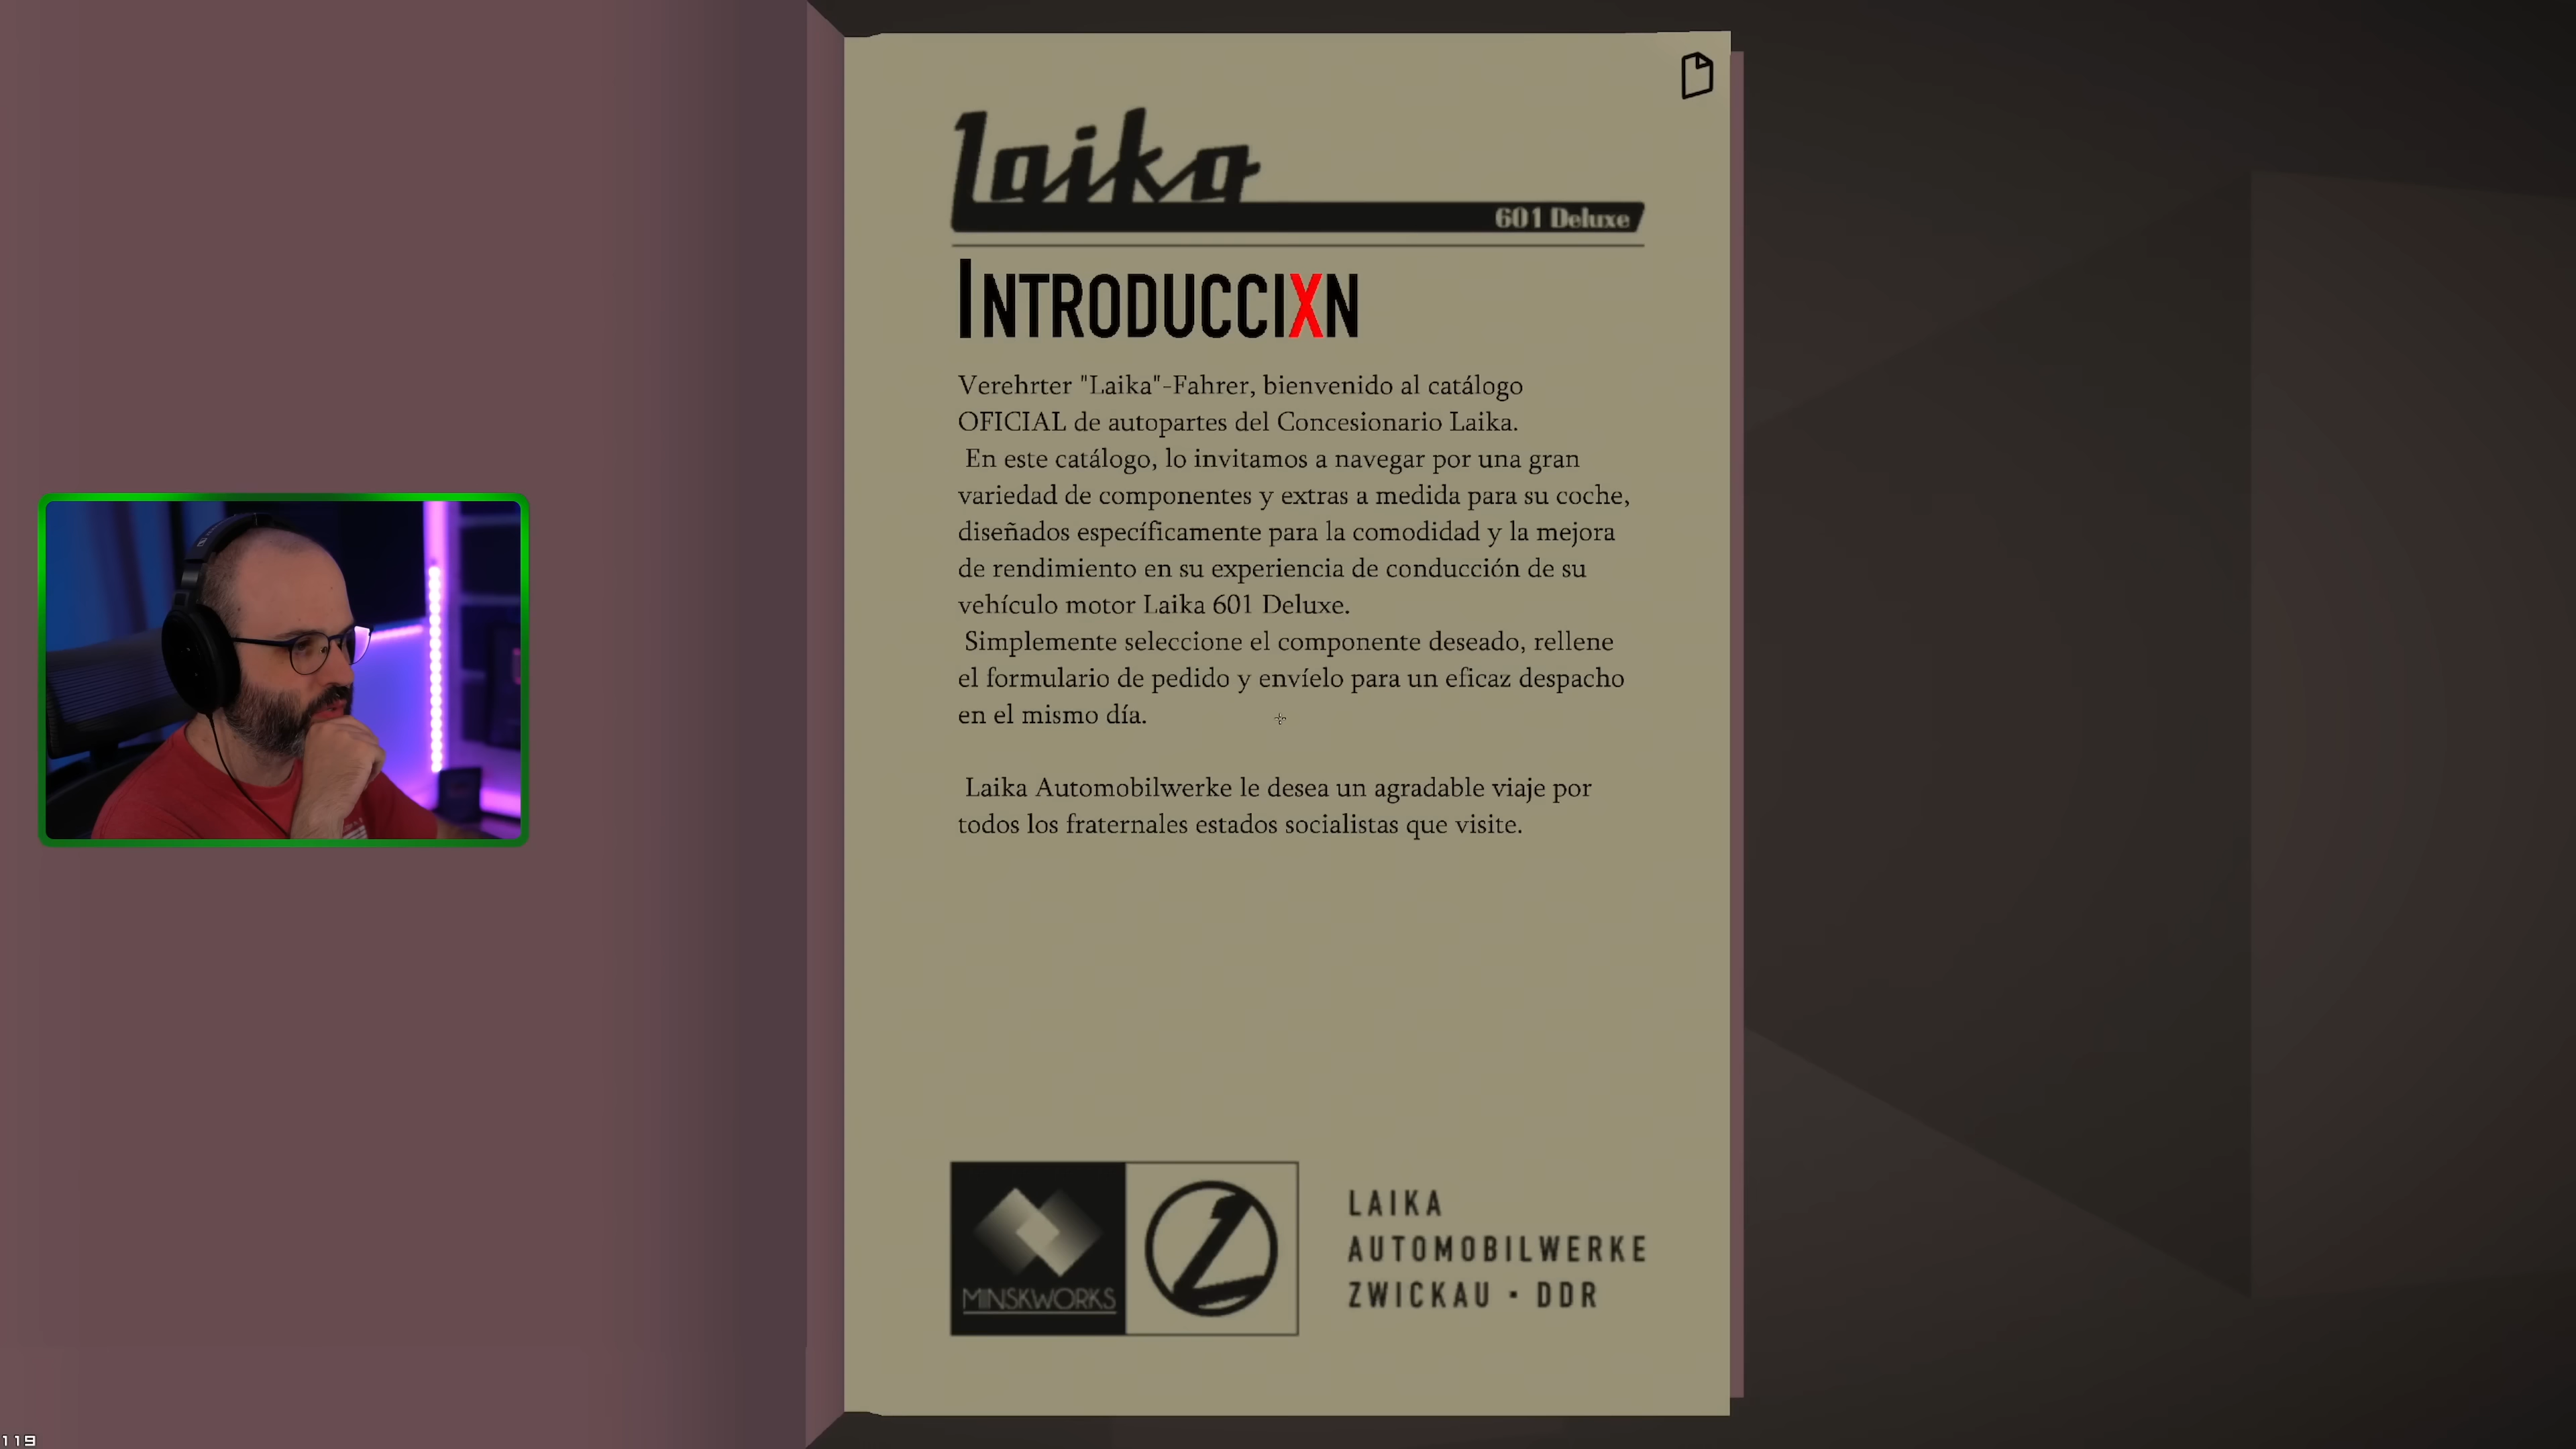 Laika
601 Deluxe
INTRODUCCIXN
Verehrter "Laika"-Fahrer, bienvenido al catálogo
OFICIAL de autopartes del Concesionario Laika.
En este catálogo, lo invitamos a navegar por una gran
variedad de componentes y extras a medida para su coche,
diseñados específicamente para la comodidad y la mejora
de rendimiento en su experiencia de conducción de su
vehículo motor Laika 601 Deluxe.
Simplemente seleccione el componente deseado, rellene
el formulario de pedido y envíelo para un eficaz despacho
en el mismo día.
Laika Automobilwerke le desea un agradable viaje por
todos los fraternales estados socialistas que visite.
MINSKWORKS
L
LAIKA
AUTOMOBILWERKE
ZWICKAU · DDR
119